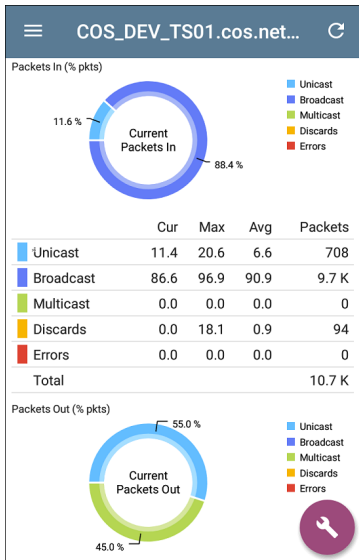 COS_DEV_TS01.cos.net...
Packets In (% pkts)
11.6 %
Current
Packets In
88.4 %
Unicast
Broadcast
Multicast
Discards
Errors
Cur Max Avg Packets
Unicast 11.4 20.6 6.6 708
Broadcast 86.6 96.9 90.9 9.7 K
Multicast 0.0 0.0 0.0 0
Discards 0.0 18.1 0.9 94
Errors 0.0 0.0 0.0 0
Total 10.7 K
Packets Out (% pkts)
55.0 %
Current
Packets Out
45.0 %
Unicast
Broadcast
Multicast
Discards
Errors